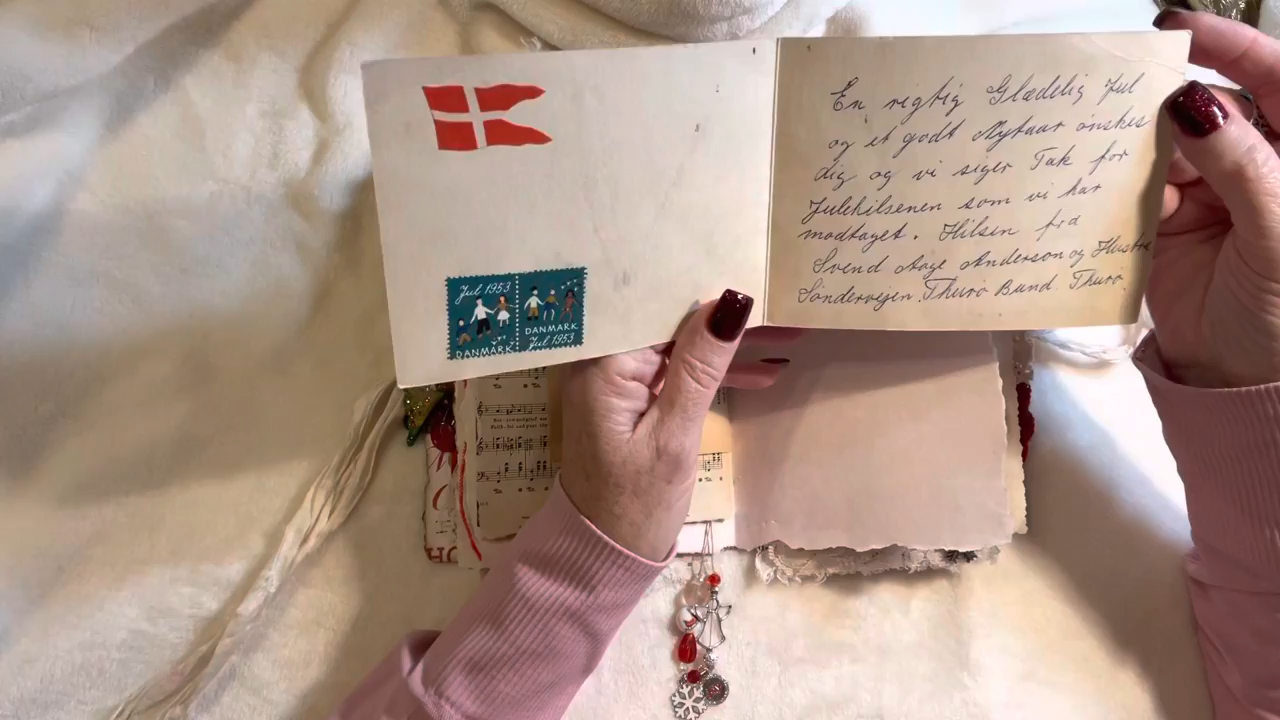 Jul 1953
DANMARK
DANMARK
Jul 1953
En rigtig Glædelig Jul
og et godt Nytaar ønskes
dig og vi siger Tak for
Julehilsenen som vi har
modtaget. Hilsen fra
Svend Aage Anderson og Hustru
Søndervejen. Thurø Bund. Thurø.